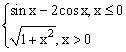 sin x − 2cos x, x ≤ 0
√(1 + x²), x > 0